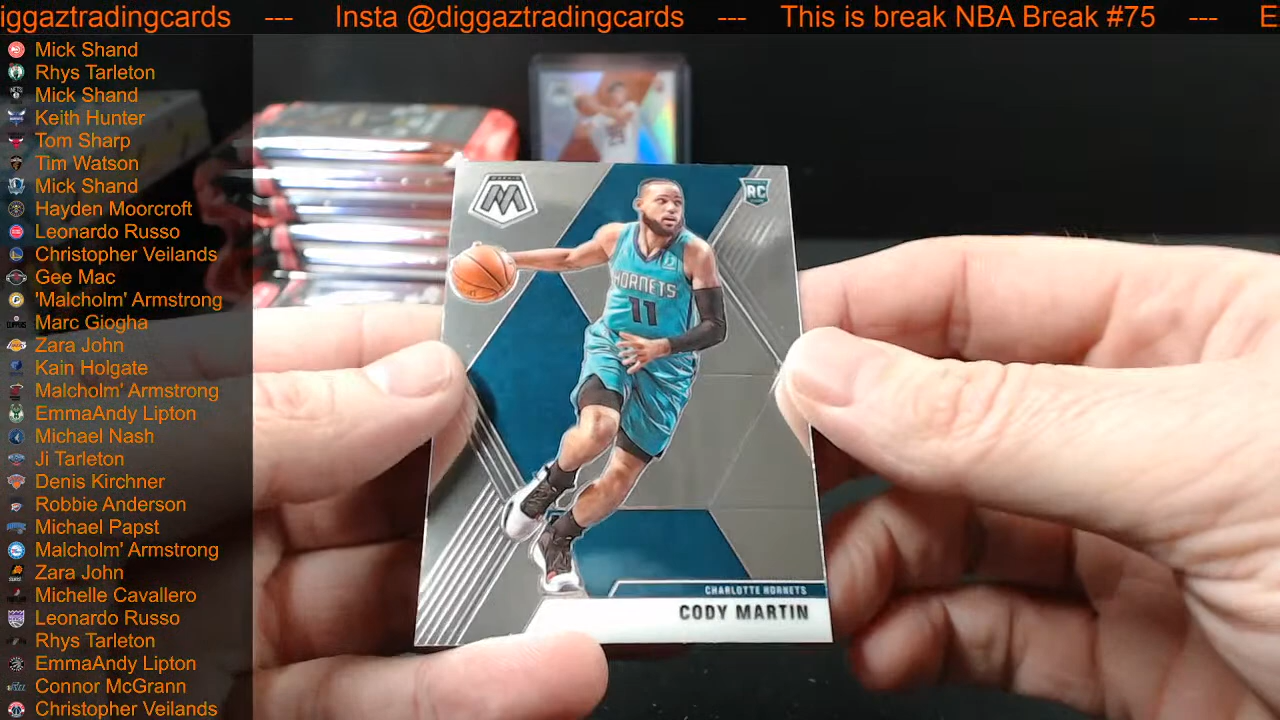 iggaztradingcards --- Insta @diggaztradingcards --- This is break NBA Break #75 --- E
Mick Shand
Rhys Tarleton
Mick Shand
Keith Hunter
Tom Sharp
Tim Watson
Mick Shand
Hayden Moorcroft
Leonardo Russo
Christopher Veilands
Gee Mac
'Malcholm' Armstrong
Marc Giogha
Zara John
Kain Holgate
Malcholm' Armstrong
EmmaAndy Lipton
Michael Nash
Ji Tarleton
Denis Kirchner
Robbie Anderson
Michael Papst
Malcholm' Armstrong
Zara John
Michelle Cavallero
Leonardo Russo
Rhys Tarleton
EmmaAndy Lipton
Connor McGrann
Christopher Veilands
MOSAIC
RC
HORNETS
11
CHARLOTTE HORNETS
CODY MARTIN